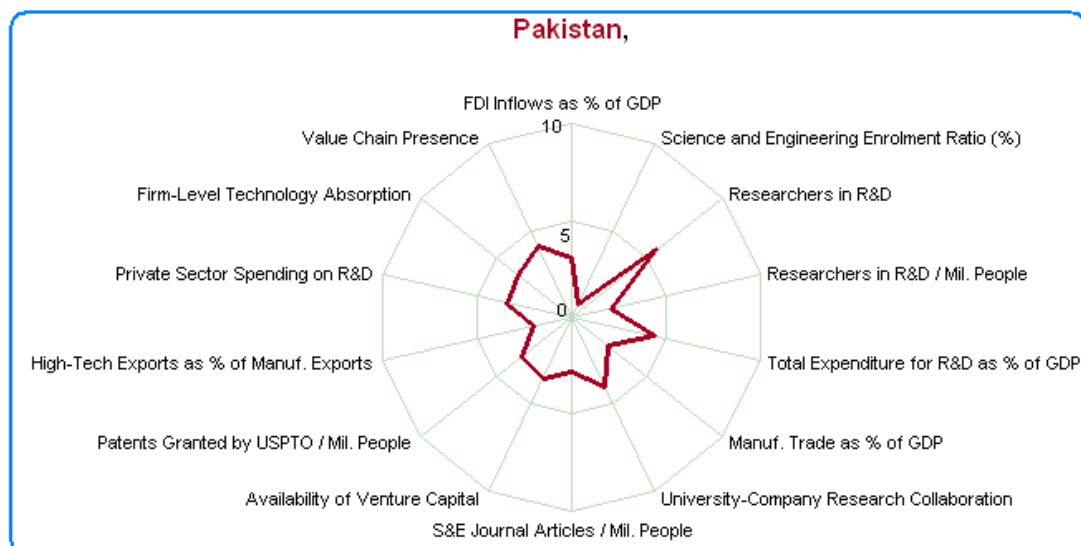 Pakistan,
FDI Inflows as % of GDP
10
Value Chain Presence
Science and Engineering Enrolment Ratio (%)
Firm-Level Technology Absorption
Researchers in R&D
5
Private Sector Spending on R&D
Researchers in R&D / Mil. People
0
High-Tech Exports as % of Manuf. Exports
Total Expenditure for R&D as % of GDP
Patents Granted by USPTO / Mil. People
Manuf. Trade as % of GDP
Availability of Venture Capital
University-Company Research Collaboration
S&E Journal Articles / Mil. People